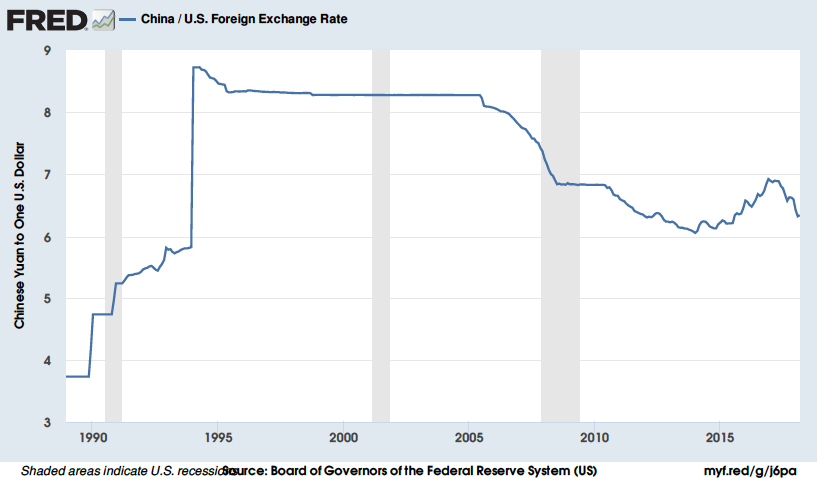 FRED China / U.S. Foreign Exchange Rate
Chinese Yuan to One U.S. Dollar
9
8
7
6
5
4
3
1990 1995 2000 2005 2010 2015
Shaded areas indicate U.S. recessions Source: Board of Governors of the Federal Reserve System (US) myf.red/g/j6pa